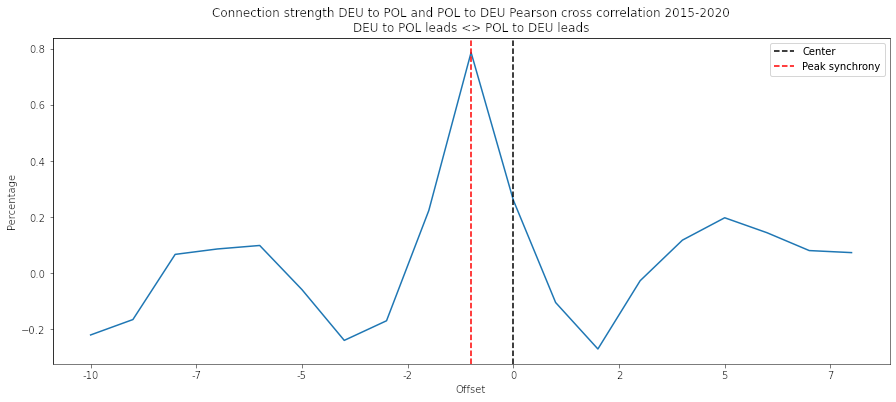 Connection strength DEU to POL and POL to DEU Pearson cross correlation 2015-2020
DEU to POL leads <> POL to DEU leads
Center
Peak synchrony
Percentage
0.8
0.6
0.4
0.2
0.0
−0.2
-10
-7
-5
-2
0
2
5
7
Offset